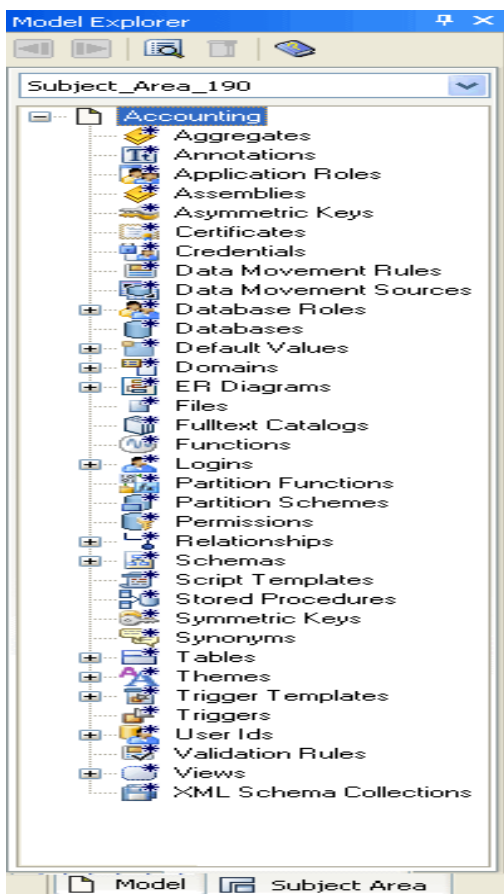 Model Explorer
Subject_Area_190
Accounting
Aggregates
Annotations
Application Roles
Assemblies
Asymmetric Keys
Certificates
Credentials
Data Movement Rules
Data Movement Sources
Database Roles
Databases
Default Values
Domains
ER Diagrams
Files
Fulltext Catalogs
Functions
Logins
Partition Functions
Partition Schemes
Permissions
Relationships
Schemas
Script Templates
Stored Procedures
Symmetric Keys
Synonyms
Tables
Themes
Trigger Templates
Triggers
User Ids
Validation Rules
Views
XML Schema Collections
Model Subject Area